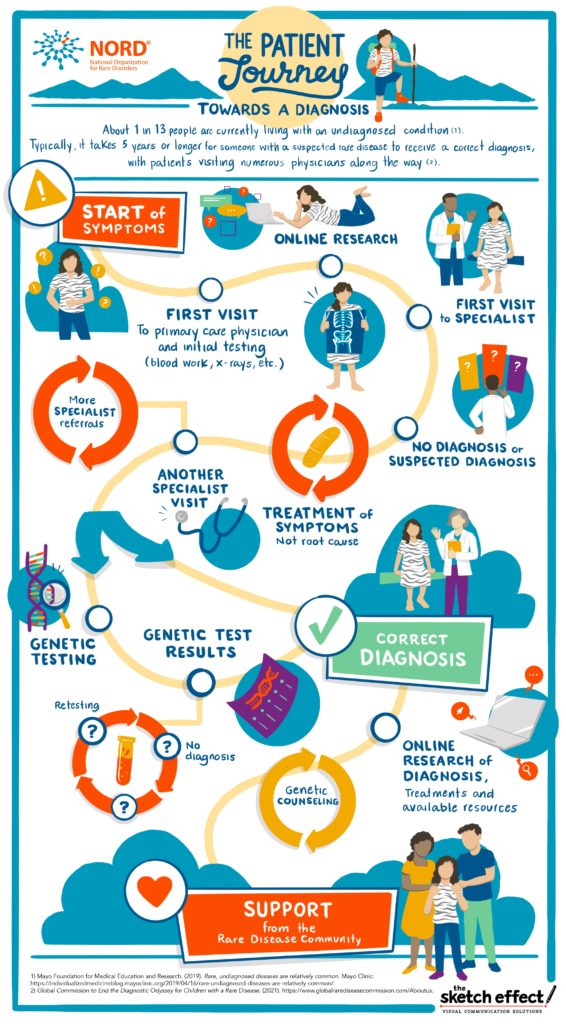 NORD®
National Organization
for Rare Disorders
THE PATIENT
Journey
TOWARDS A DIAGNOSIS
About 1 in 13 people are currently living with an undiagnosed condition (1).
Typically, it takes 5 years or longer for someone with a suspected rare disease to receive a correct diagnosis,
with patients visiting numerous physicians along the way (2).
START of
SYMPTOMS
ONLINE RESEARCH
FIRST VISIT
To primary care physician
and initial testing
(blood work, x-rays, etc.)
FIRST VISIT
to SPECIALIST
? ? ?
? ? ?
More
SPECIALIST
referrals
NO DIAGNOSIS or
SUSPECTED DIAGNOSIS
ANOTHER
SPECIALIST
VISIT
TREATMENT of
SYMPTOMS
Not root cause
GENETIC
TESTING
GENETIC TEST
RESULTS
CORRECT
DIAGNOSIS
Retesting
?
?
No
diagnosis
?
Genetic
COUNSELING
ONLINE
RESEARCH of
DIAGNOSIS,
Treatments and
available resources
SUPPORT
from the
Rare Disease Community
1) Mayo Foundation for Medical Education and Research. (2019). Rare, undiagnosed diseases are relatively common. Mayo Clinic.
https://individualizedmedicineblog.mayoclinic.org/2019/04/16/rare-undiagnosed-diseases-are-relatively-common/.
2) Global Commission to End the Diagnostic Odyssey for Children with a Rare Disease. (2021). https://www.globalrarediseasecommission.com/Aboutus.
the
sketch effect!
VISUAL COMMUNICATION SOLUTIONS